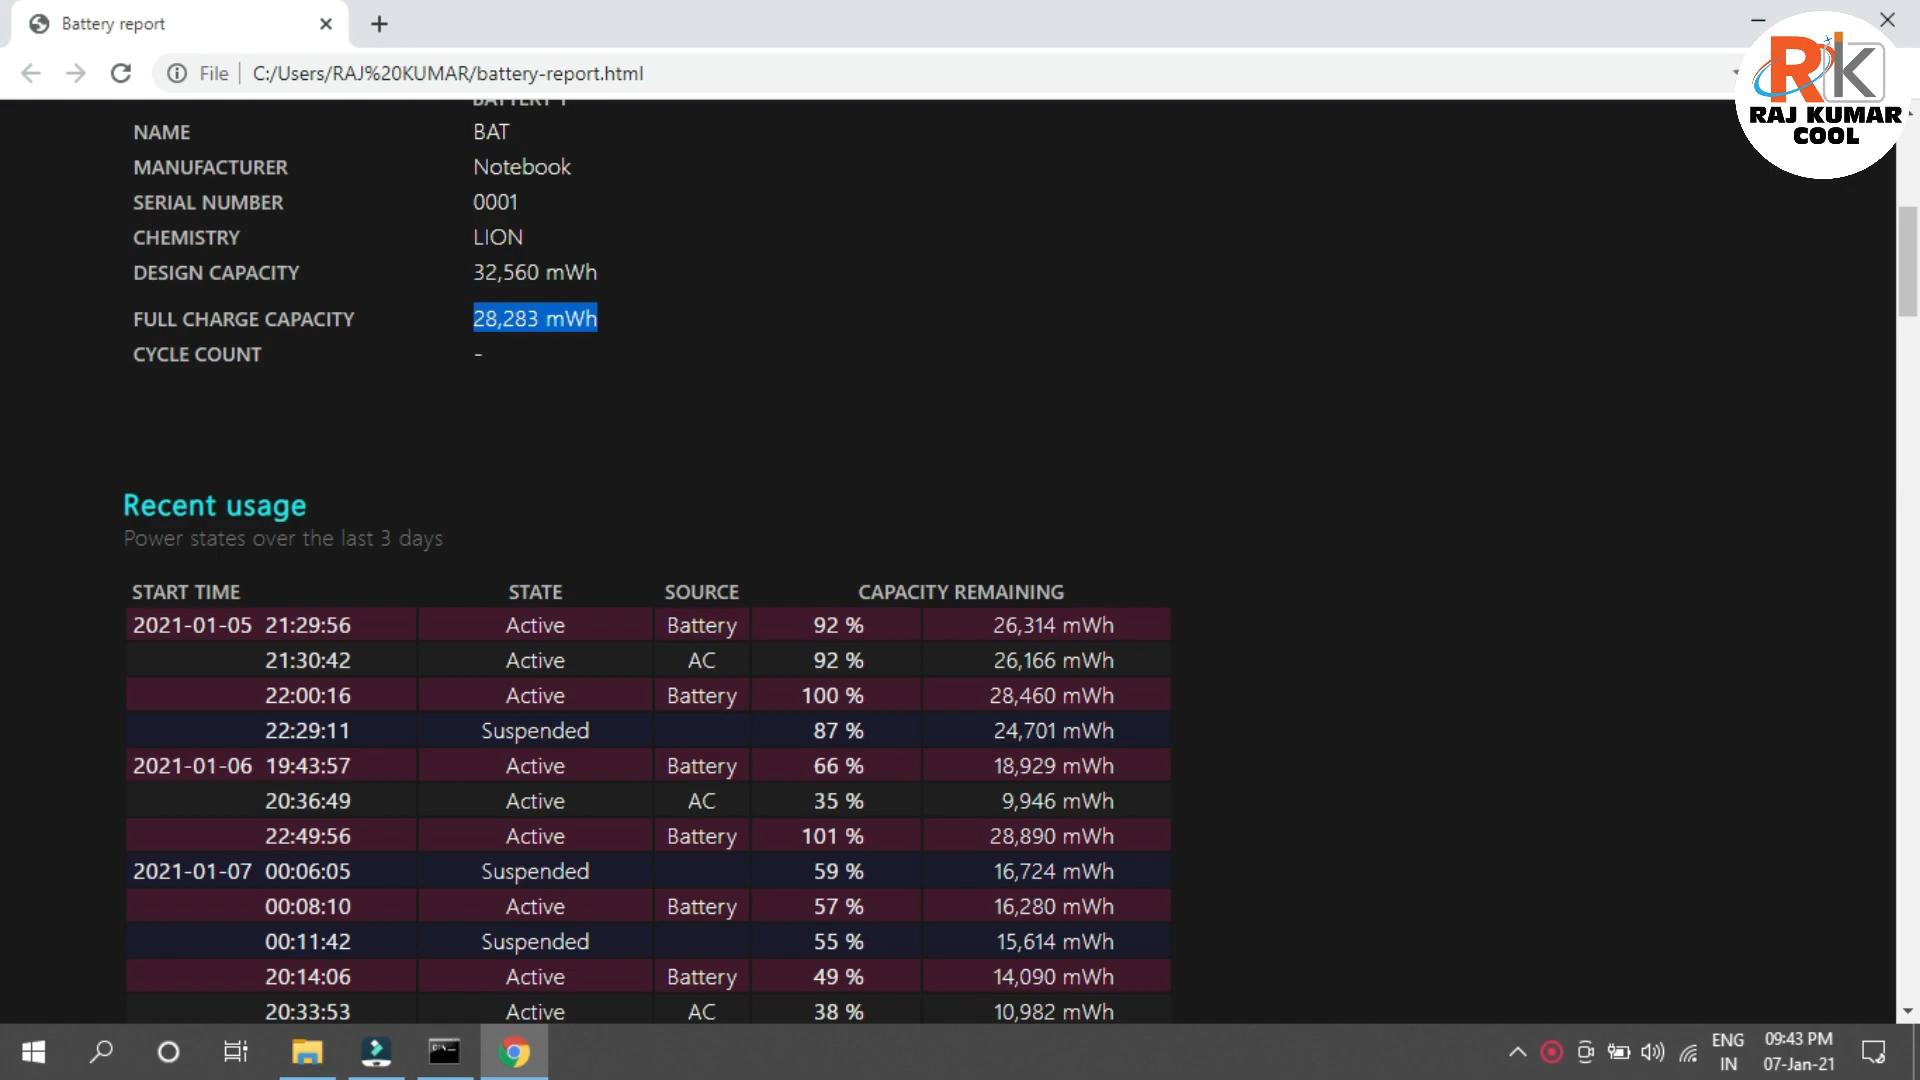 Battery report
File C:/Users/RAJ%20KUMAR/battery-report.html
RK
RAJ KUMAR
COOL
BATTERY 1
NAME BAT
MANUFACTURER Notebook
SERIAL NUMBER 0001
CHEMISTRY LION
DESIGN CAPACITY 32,560 mWh
FULL CHARGE CAPACITY 28,283 mWh
CYCLE COUNT -
Recent usage
Power states over the last 3 days
START TIME STATE SOURCE CAPACITY REMAINING
2021-01-05 21:29:56 Active Battery 92 % 26,314 mWh
21:30:42 Active AC 92 % 26,166 mWh
22:00:16 Active Battery 100 % 28,460 mWh
22:29:11 Suspended 87 % 24,701 mWh
2021-01-06 19:43:57 Active Battery 66 % 18,929 mWh
20:36:49 Active AC 35 % 9,946 mWh
22:49:56 Active Battery 101 % 28,890 mWh
2021-01-07 00:06:05 Suspended 59 % 16,724 mWh
00:08:10 Active Battery 57 % 16,280 mWh
00:11:42 Suspended 55 % 15,614 mWh
20:14:06 Active Battery 49 % 14,090 mWh
20:33:53 Active AC 38 % 10,982 mWh
ENG
IN
09:43 PM
07-Jan-21